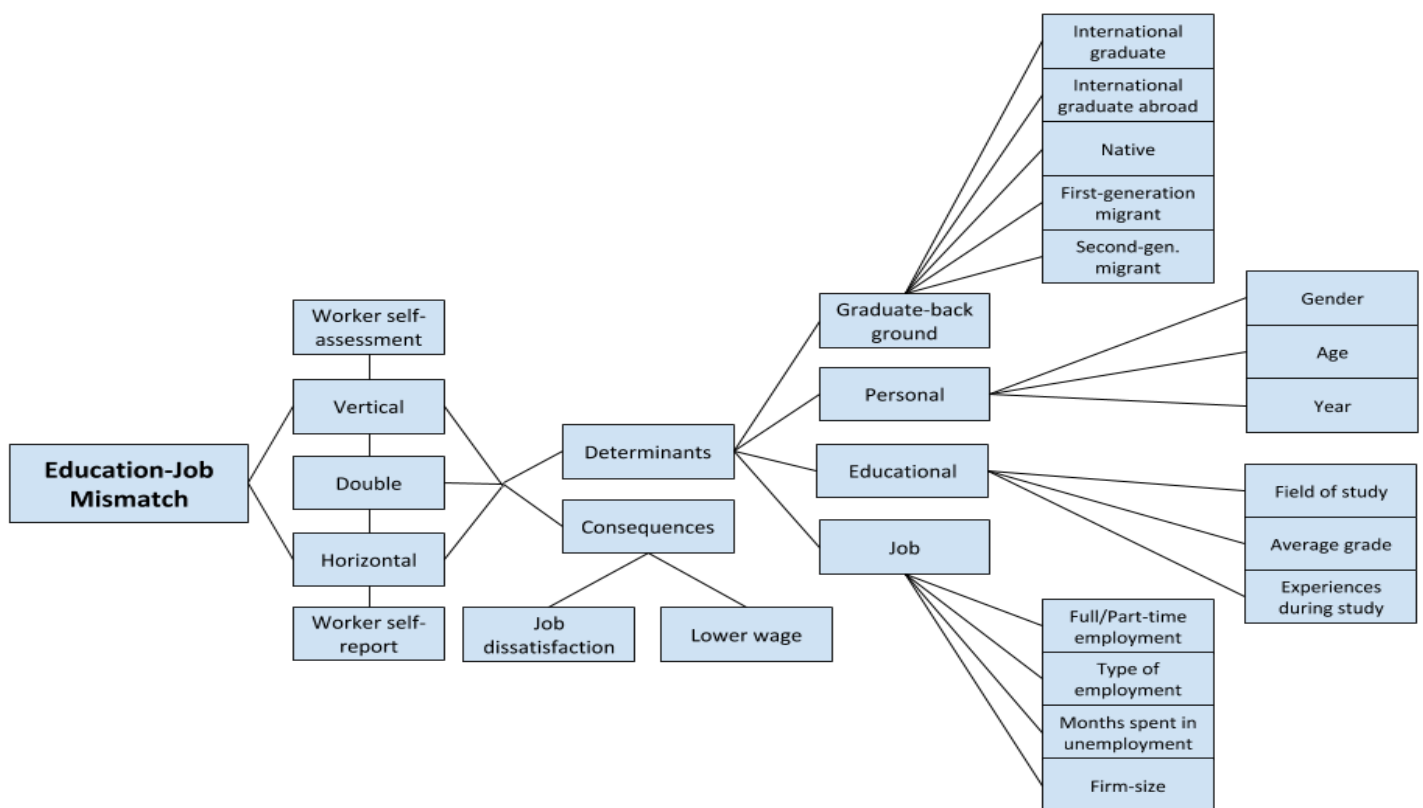 Education-Job
Mismatch
Worker self-
assessment
Vertical
Double
Horizontal
Worker self-
report
Determinants
Consequences
Job
dissatisfaction
Lower wage
Graduate-back
ground
Personal
Educational
Job
International
graduate
International
graduate abroad
Native
First-generation
migrant
Second-gen.
migrant
Gender
Age
Year
Field of study
Average grade
Experiences
during study
Full/Part-time
employment
Type of
employment
Months spent in
unemployment
Firm-size